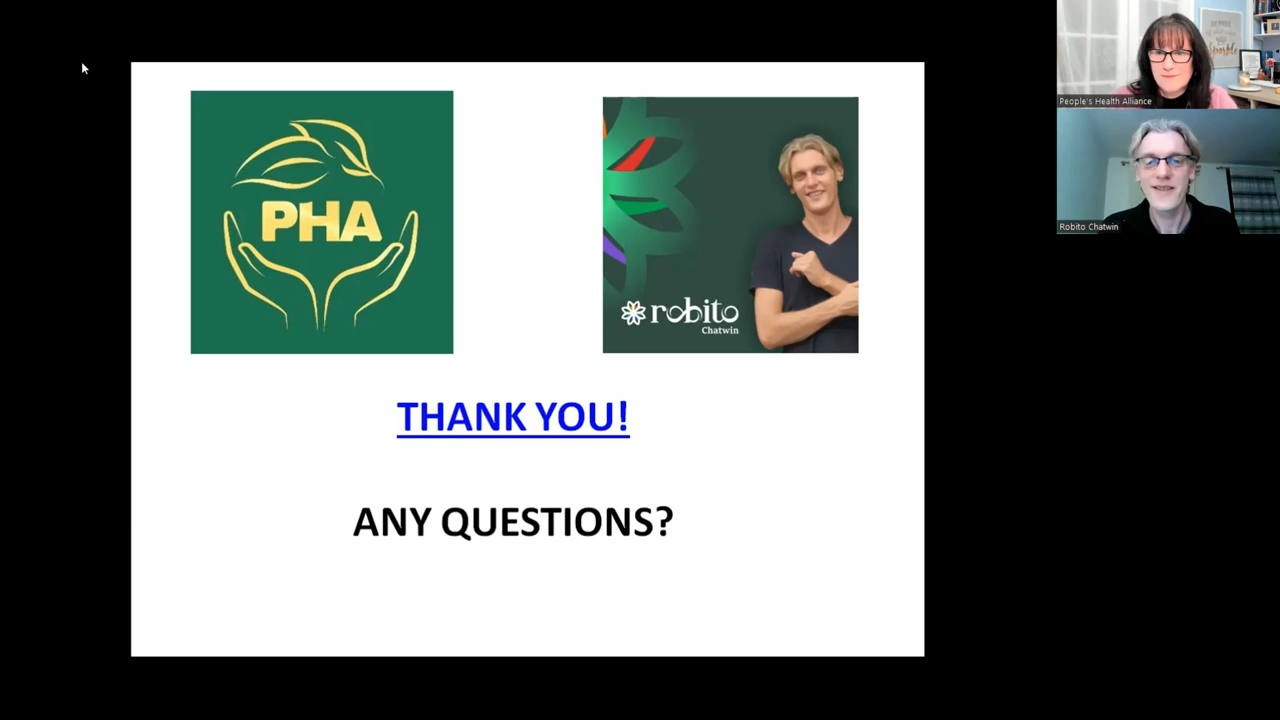 PHA
robito
Chatwin
THANK YOU!
ANY QUESTIONS?
People's Health Alliance
Robito Chatwin